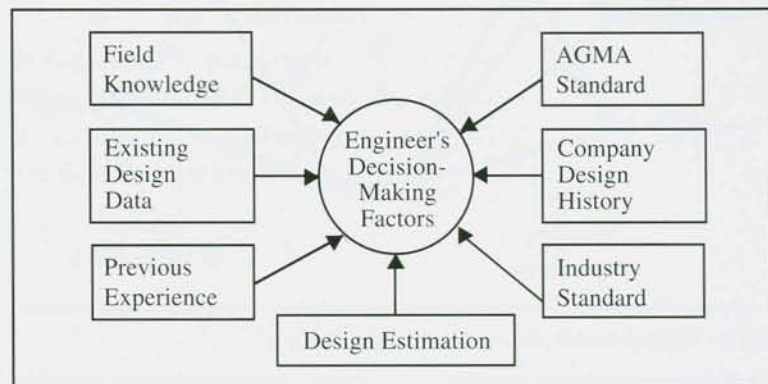 Field
Knowledge
AGMA
Standard
Engineer's
Decision-
Making
Factors
Existing
Design
Data
Company
Design
History
Previous
Experience
Industry
Standard
Design Estimation